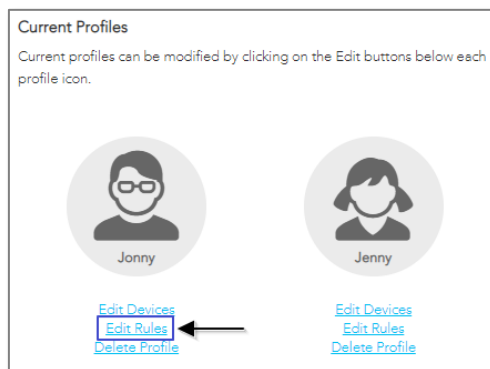 Current Profiles
Current profiles can be modified by clicking on the Edit buttons below each
profile icon.
Jonny
Jenny
Edit Devices
Edit Devices
Edit Rules
Edit Rules
Delete Profile
Delete Profile